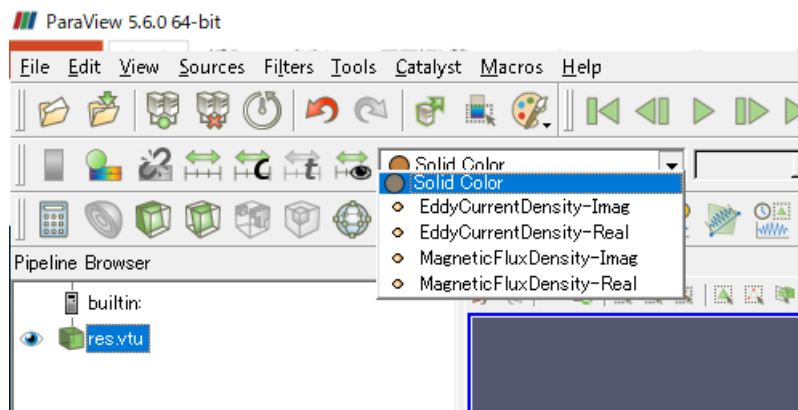 ParaView 5.6.0 64-bit
File Edit View Sources Filters Tools Catalyst Macros Help
Solid Color
Solid Color
EddyCurrentDensity-Imag
EddyCurrentDensity-Real
MagneticFluxDensity-Imag
MagneticFluxDensity-Real
Pipeline Browser
builtin:
res.vtu